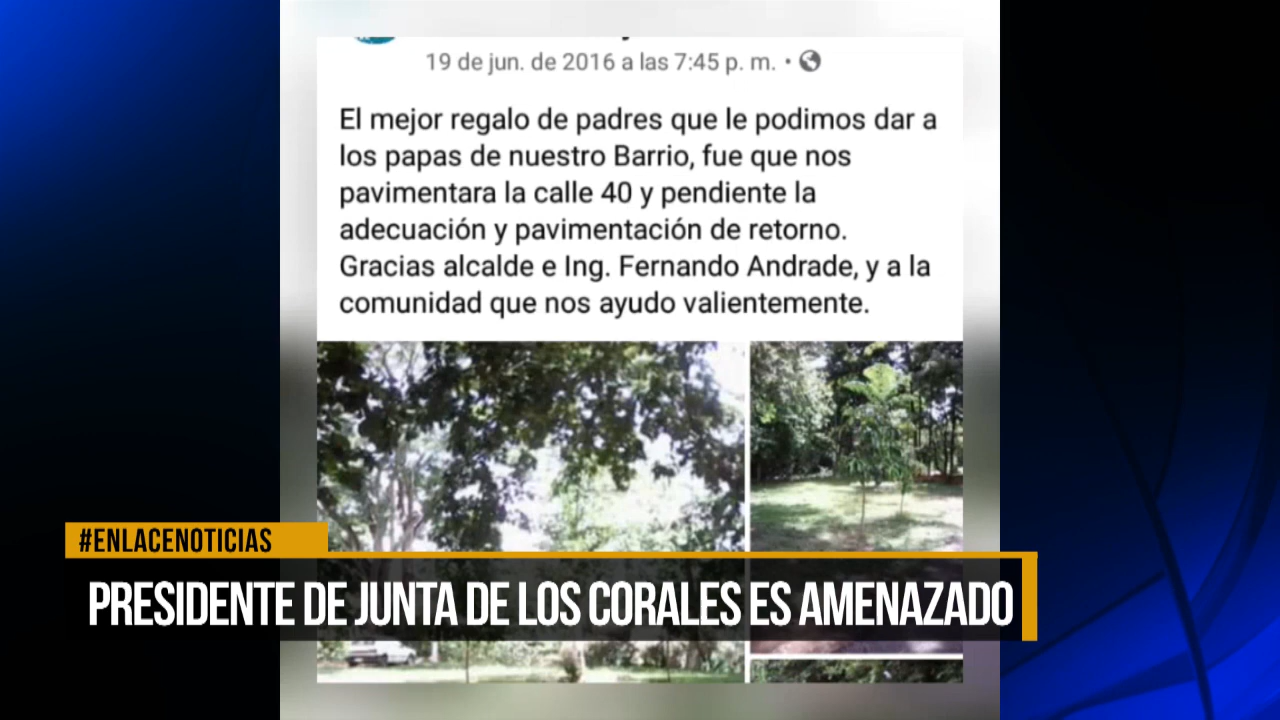 19 de jun. de 2016 a las 7:45 p. m. •
El mejor regalo de padres que le podimos dar a
los papas de nuestro Barrio, fue que nos
pavimentara la calle 40 y pendiente la
adecuación y pavimentación de retorno.
Gracias alcalde e Ing. Fernando Andrade, y a la
comunidad que nos ayudo valientemente.
#ENLACENOTICIAS
PRESIDENTE DE JUNTA DE LOS CORALES ES AMENAZADO